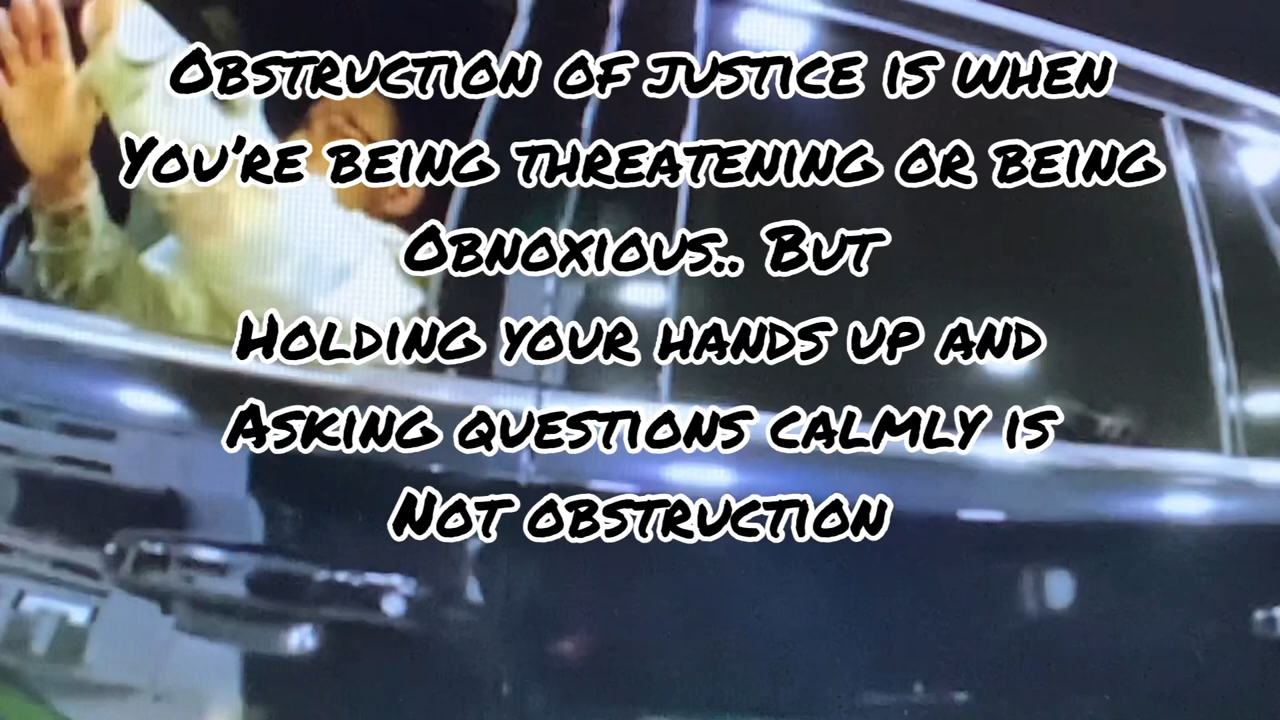 Obstruction of justice is when
You're being threatening or being
Obnoxious.. But
Holding your hands up and
Asking questions calmly is
Not obstruction